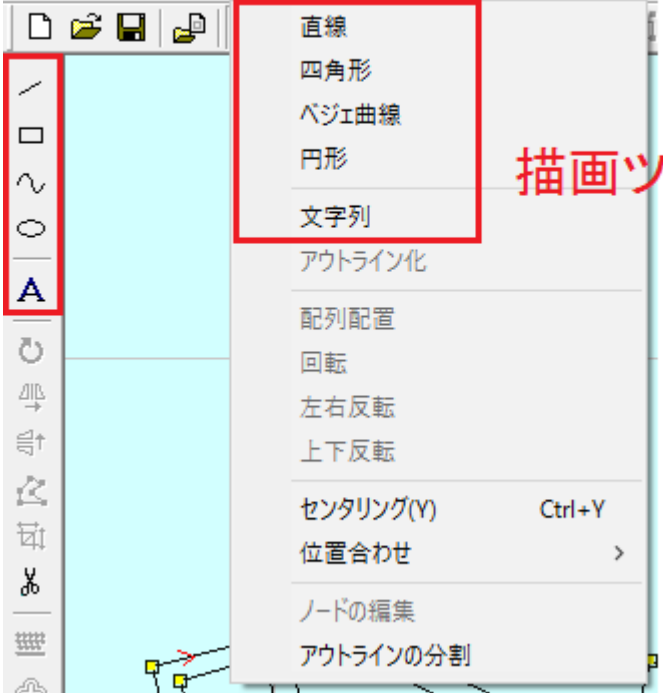 直線
四角形
ベジェ曲線
円形
描画ツ
文字列
アウトライン化
配列配置
回転
左右反転
上下反転
センタリング(Y) Ctrl+Y
位置合わせ
ノードの編集
アウトラインの分割
A